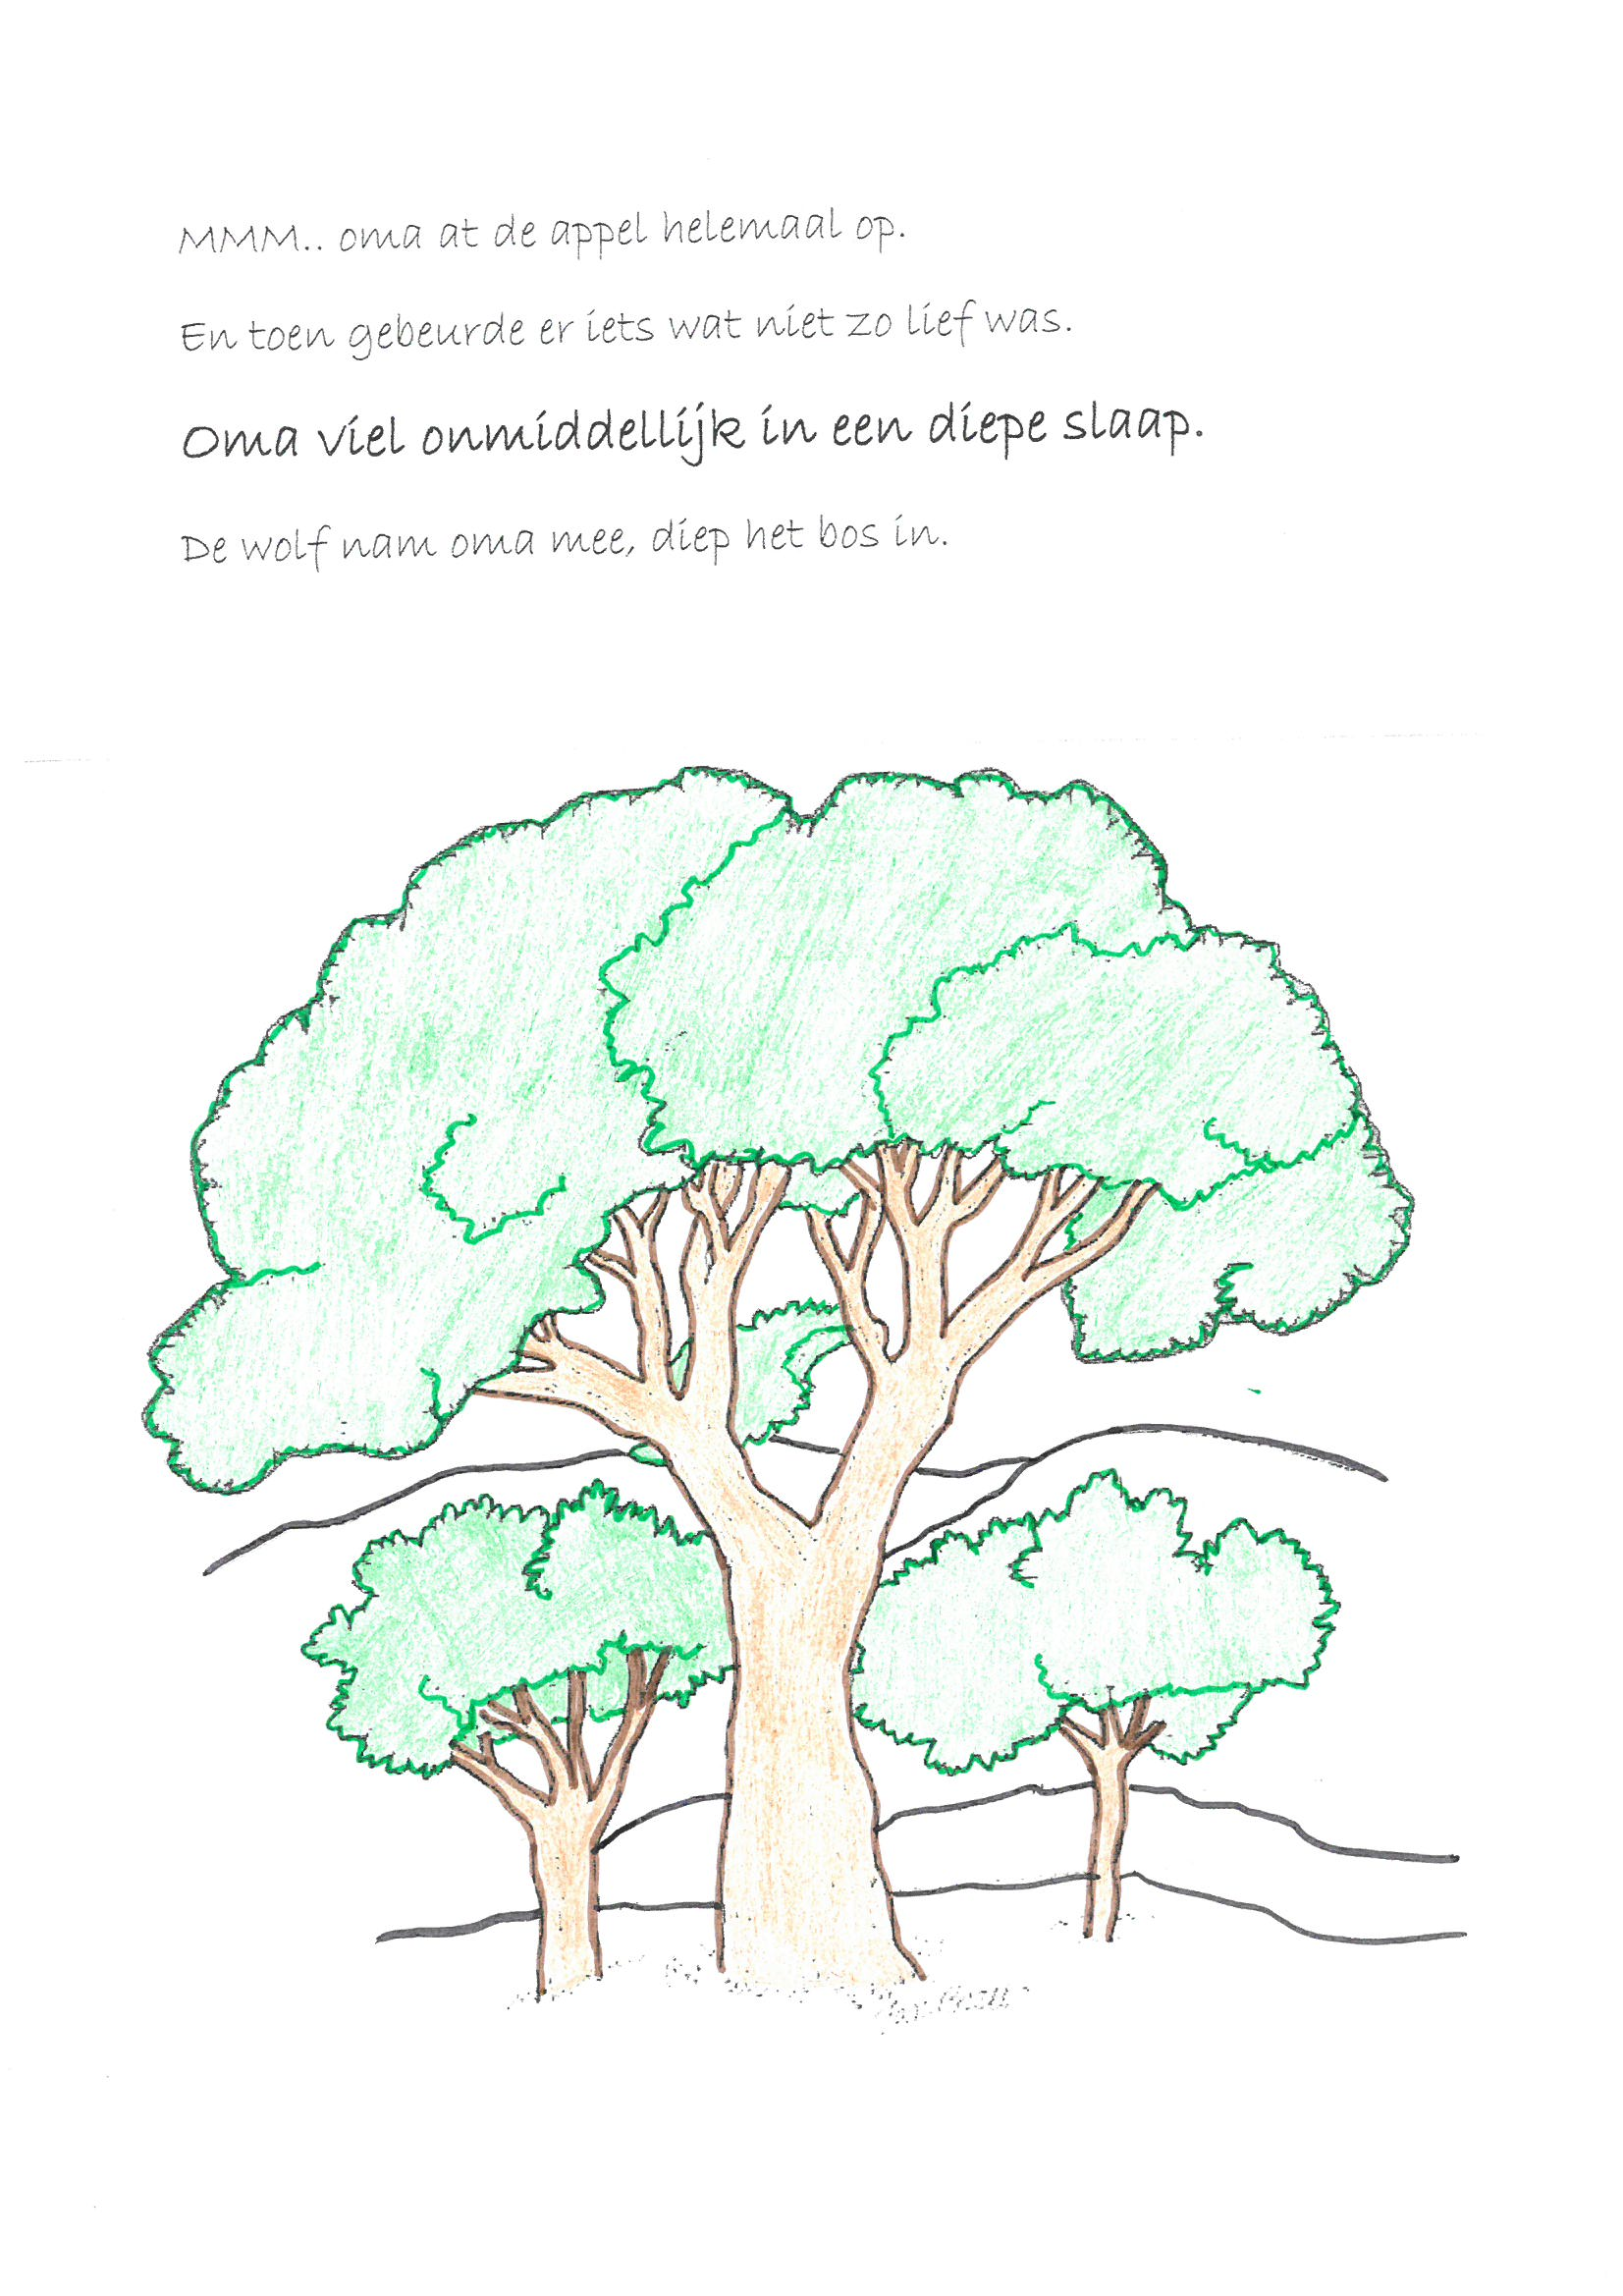 MMM.. oma at de appel helemaal op.
En toen gebeurde er iets wat niet zo lief was.
Oma viel onmiddellijk in een diepe slaap.
De wolf nam oma mee, diep het bos in.